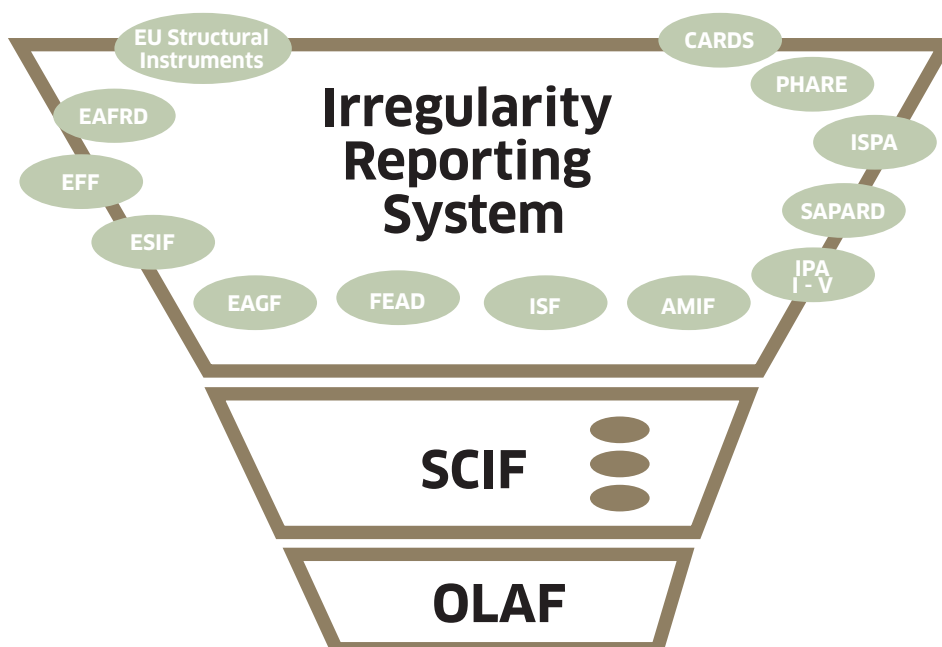 EU Structural
Instruments
CARDS
PHARE
EAFRD
Irregularity
Reporting
System
ISPA
EFF
SAPARD
ESIF
IPA
I - V
EAGF
FEAD
ISF
AMIF
SCIF
OLAF